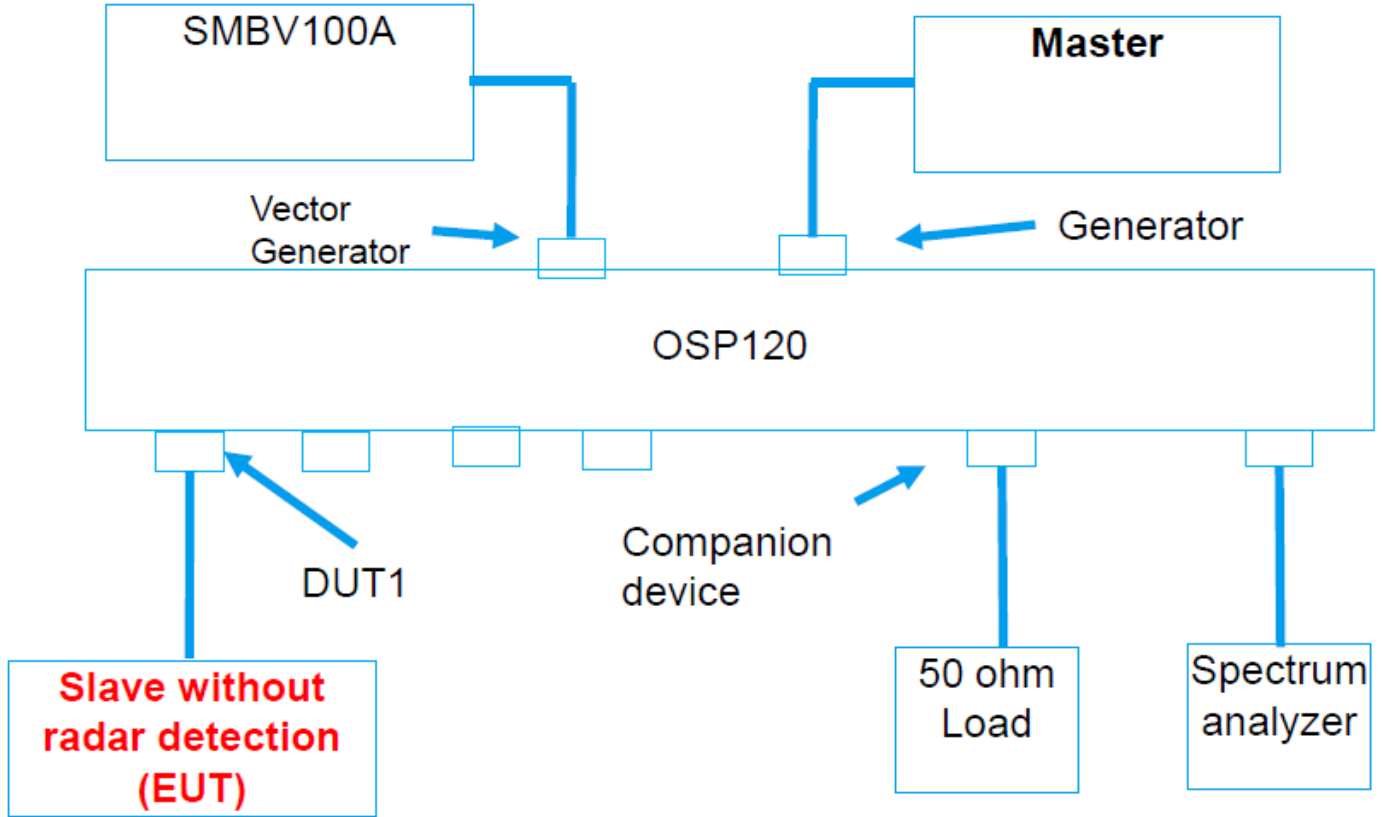 SMBV100A
Master
Vector
Generator
Generator
OSP120
DUT1
Companion
device
Slave without
radar detection
(EUT)
50 ohm
Load
Spectrum
analyzer